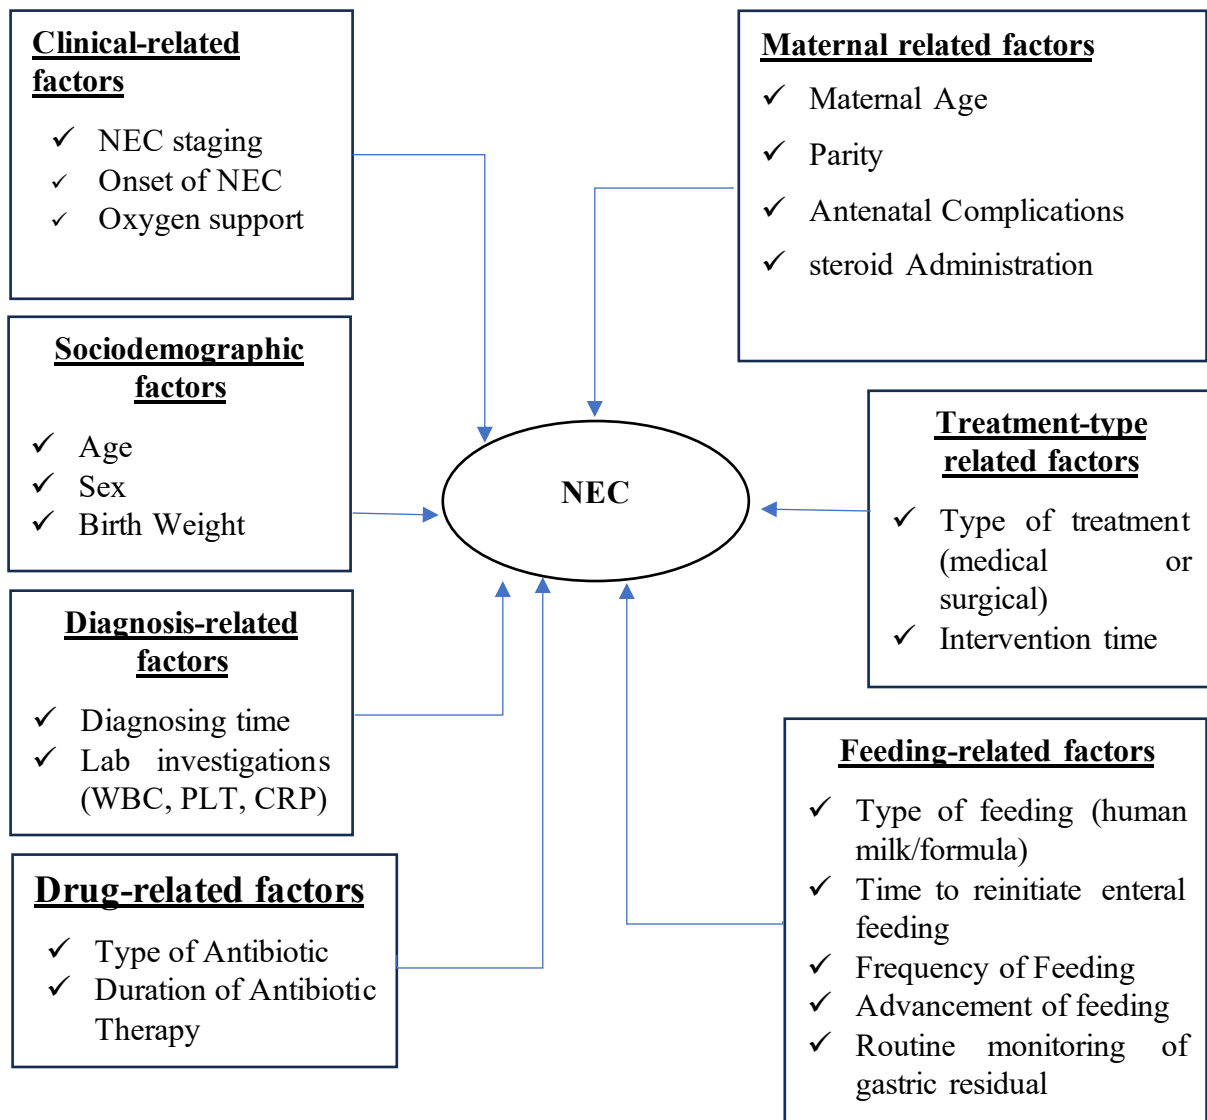 Clinical-related
factors
✓ NEC staging
✓ Onset of NEC
✓ Oxygen support
Maternal related factors
✓ Maternal Age
✓ Parity
✓ Antenatal Complications
✓ steroid Administration
Sociodemographic
factors
✓ Age
✓ Sex
✓ Birth Weight
NEC
Treatment-type
related factors
✓ Type of treatment
(medical or
surgical)
✓ Intervention time
Diagnosis-related
factors
✓ Diagnosing time
✓ Lab investigations
(WBC, PLT, CRP)
Feeding-related factors
✓ Type of feeding (human
milk/formula)
✓ Time to reinitiate enteral
feeding
✓ Frequency of Feeding
✓ Advancement of feeding
✓ Routine monitoring of
gastric residual
Drug-related factors
✓ Type of Antibiotic
✓ Duration of Antibiotic
Therapy